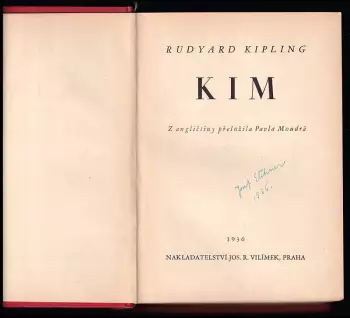 RUDYARD KIPLING
KIM
Z angličtiny přeložila Pavla Moudrá
1936.
1936
NAKLADATELSTVÍ JOS. R. VILÍMEK, PRAHA